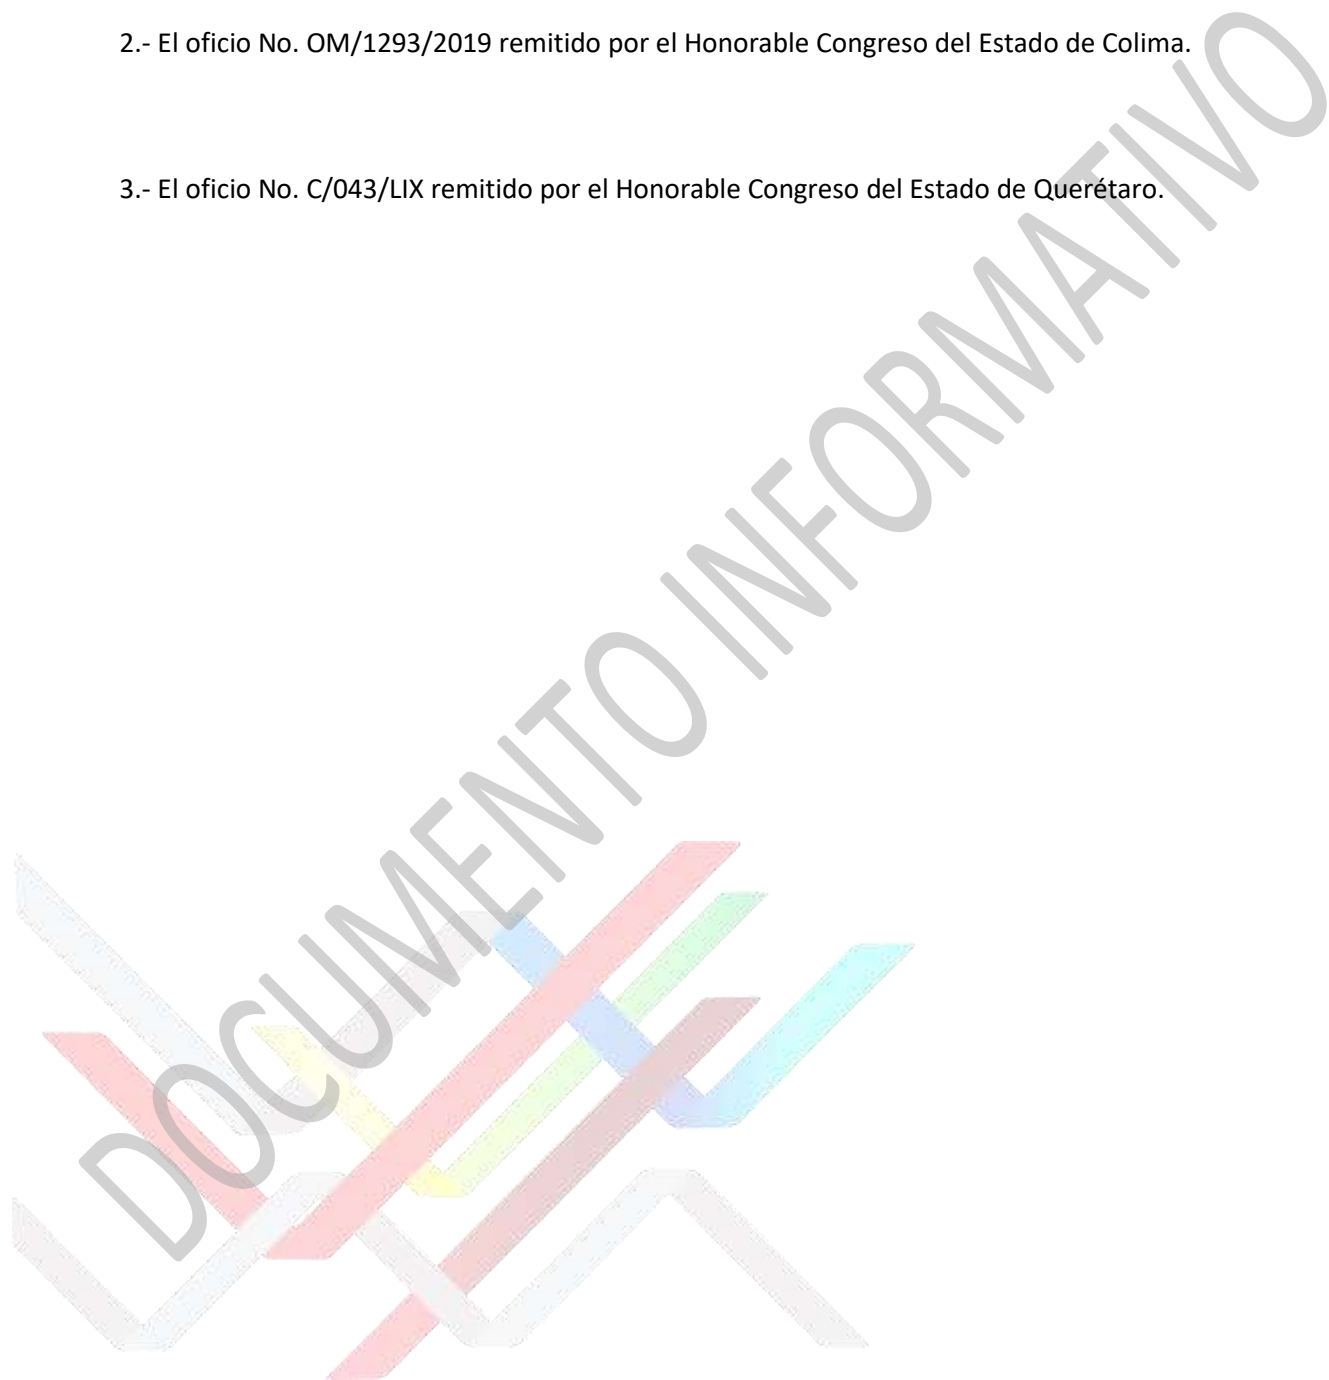 2.- El oficio No. OM/1293/2019 remitido por el Honorable Congreso del Estado de Colima.
3.- El oficio No. C/043/LIX remitido por el Honorable Congreso del Estado de Querétaro.
DOCUMENTO INFORMATIVO